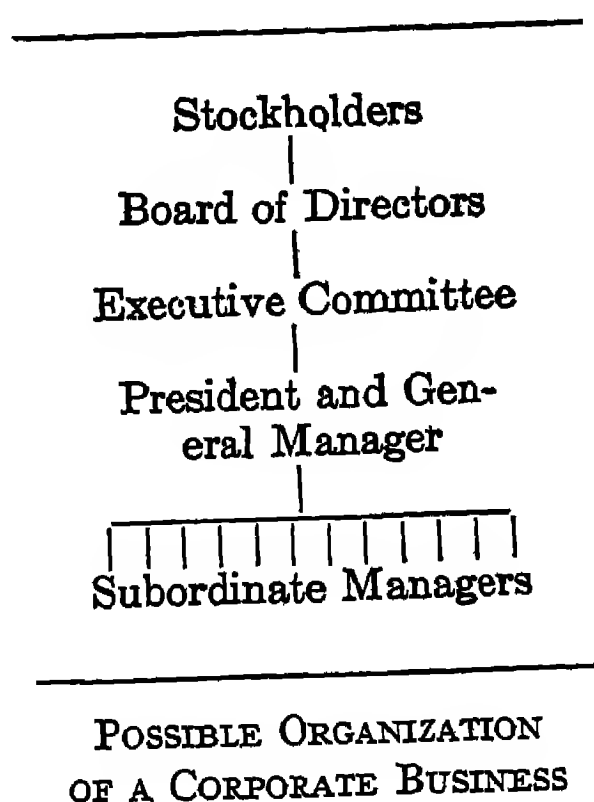 Stockholders
Board of Directors
Executive Committee
President and Gen-
eral Manager
Subordinate Managers
POSSIBLE ORGANIZATION
OF A CORPORATE BUSINESS